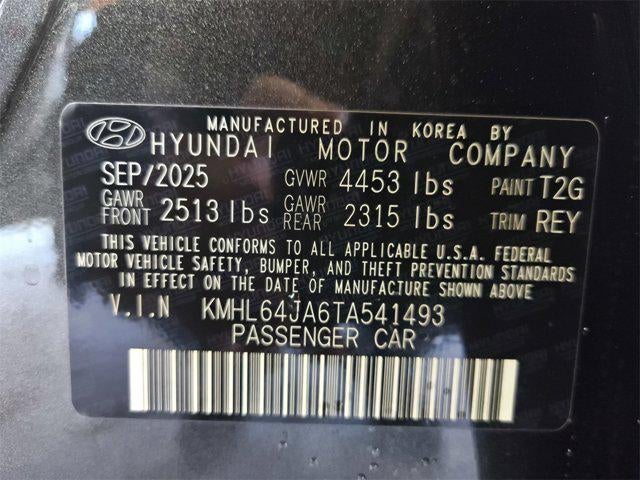 MANUFACTURED IN KOREA BY
HYUNDAI MOTOR COMPANY
SEP/2025 GVWR 4453 lbs PAINT T2G
GAWR FRONT 2513 lbs GAWR REAR 2315 lbs TRIM REY
THIS VEHICLE CONFORMS TO ALL APPLICABLE U.S.A. FEDERAL
MOTOR VEHICLE SAFETY, BUMPER, AND THEFT PREVENTION STANDARDS
IN EFFECT ON THE DATE OF MANUFACTURE SHOWN ABOVE
V.I.N KMHL64JA6TA541493
PASSENGER CAR